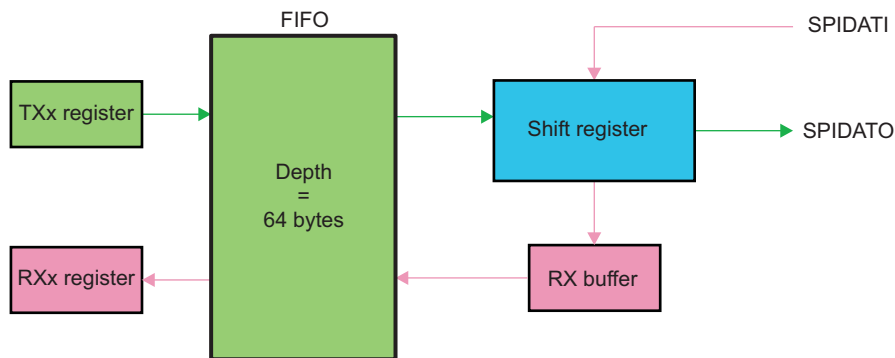 FIFO
SPIDATI
TXx register
Shift register
SPIDATO
Depth
=
64 bytes
RXx register
RX buffer